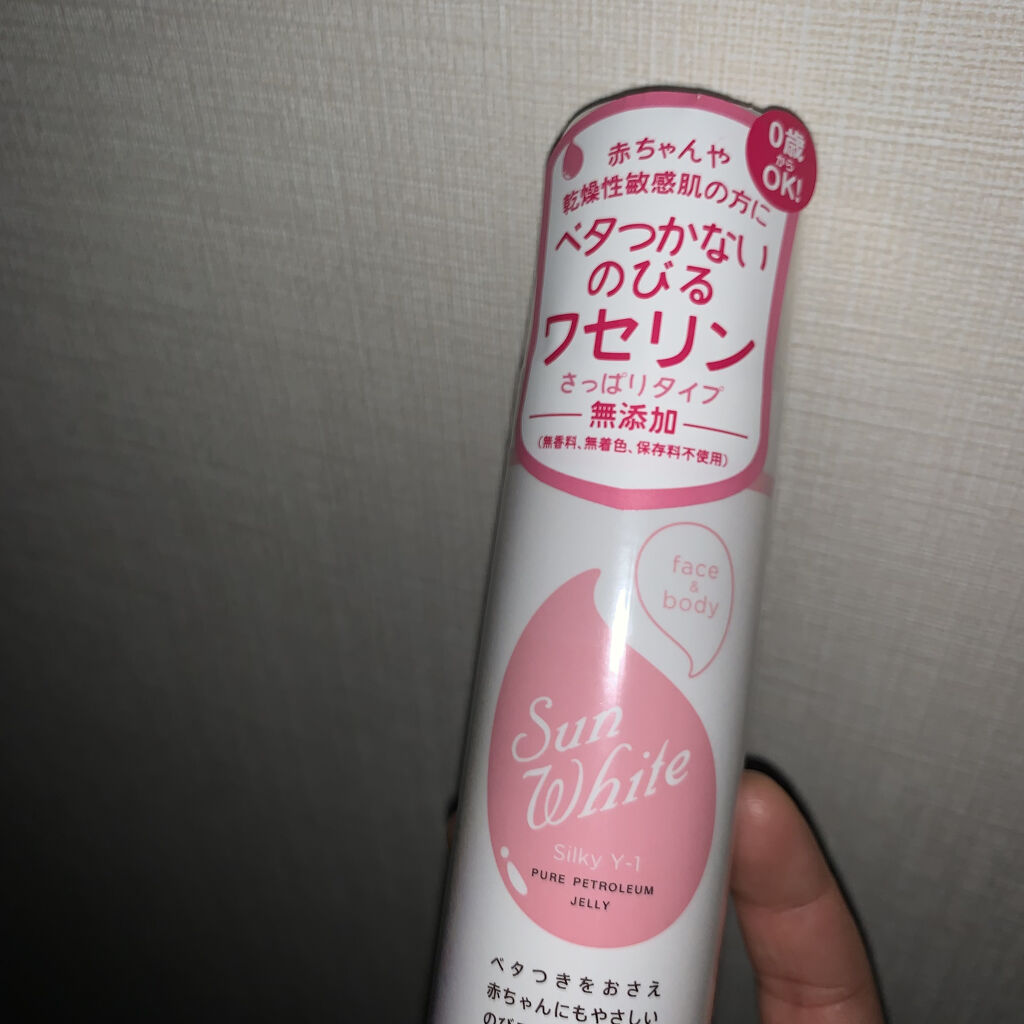 0歳
から
OK!
赤ちゃんや
乾燥性敏感肌の方に
ベタつかない
のびる
ワセリン
さっぱりタイプ
無添加
(無香料、無着色、保存料不使用)
face
&
body
Sun
White
Silky Y-1
PURE PETROLEUM
JELLY
ベタつきをおさえ
赤ちゃんにもやさしい
のび